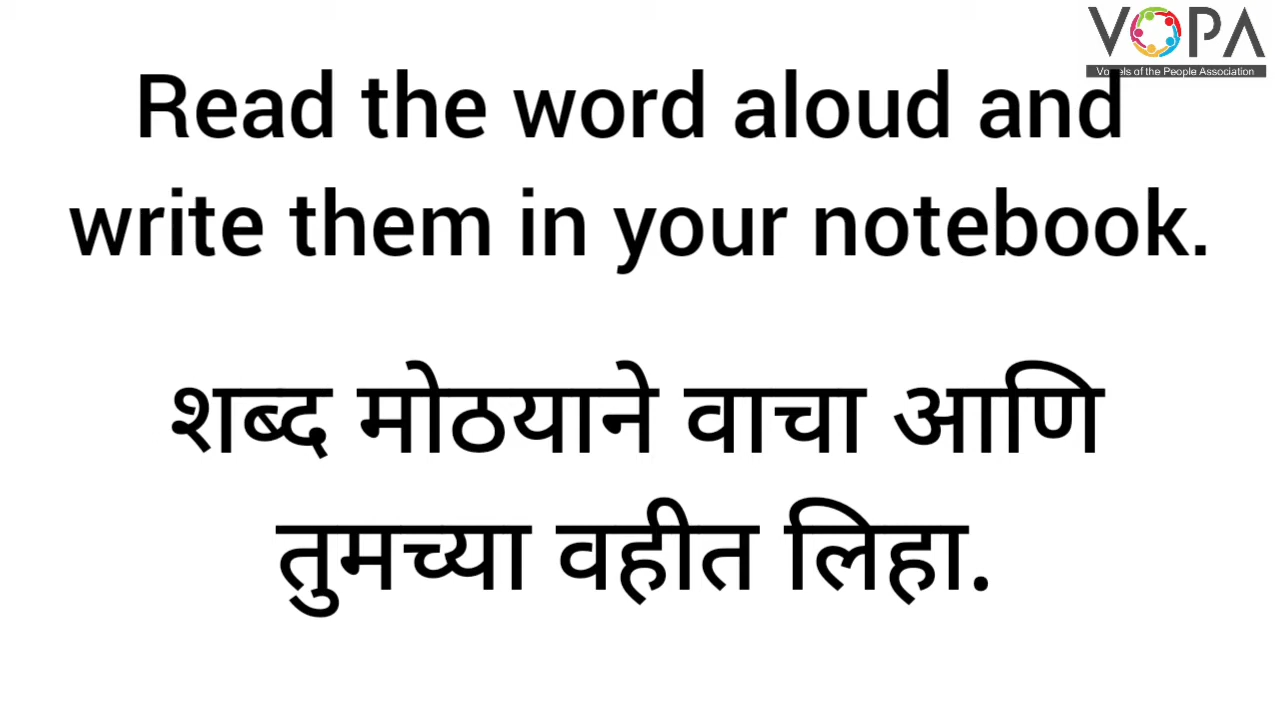 VOPA
Vowels of the People Association
Read the word aloud and
write them in your notebook.
शब्द मोठयाने वाचा आणि
तुमच्या वहीत लिहा.